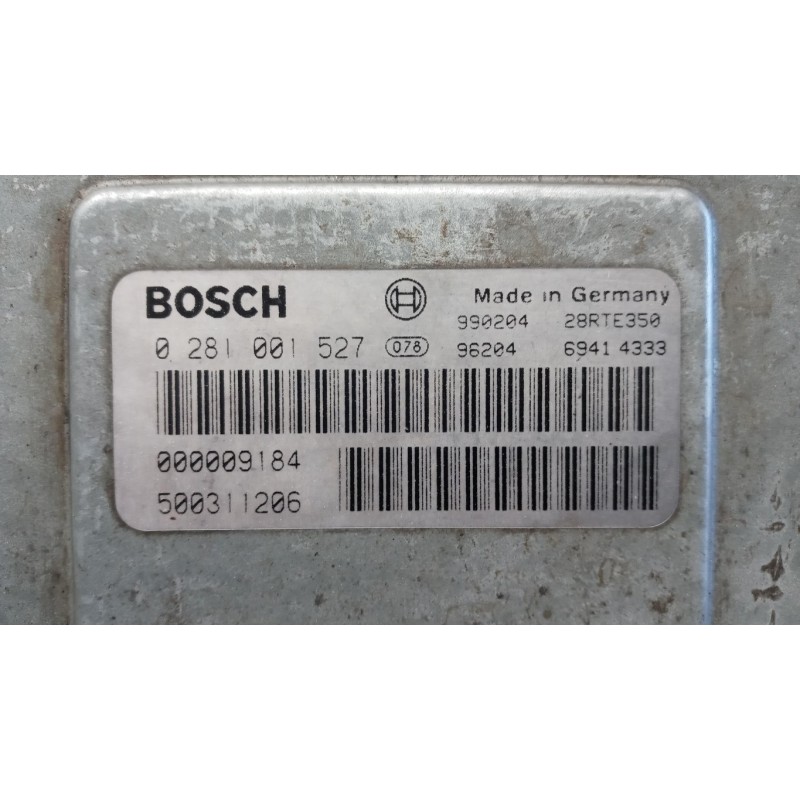 BOSCH Made in Germany
990204 28RTE350
0 281 001 527 078 96204 6941 4333
000009184
500311206